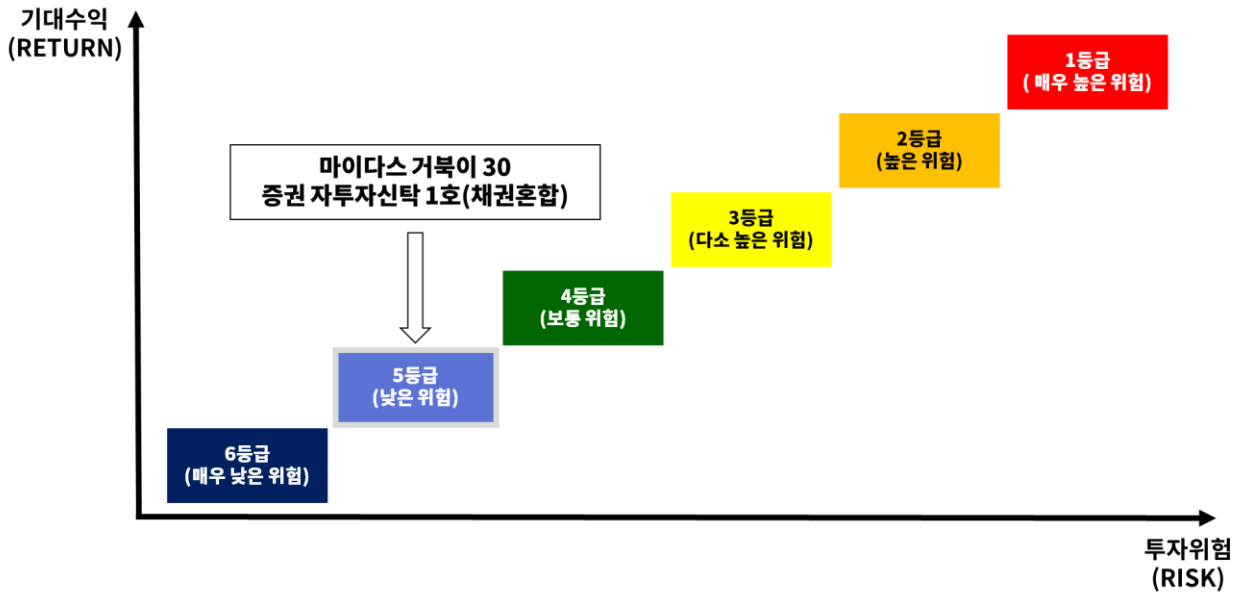 기대수익
(RETURN)
1등급
( 매우 높은 위험)
2등급
(높은 위험)
마이다스 거북이 30
증권 자투자신탁 1호(채권혼합)
3등급
(다소 높은 위험)
4등급
(보통 위험)
5등급
(낮은 위험)
6등급
(매우 낮은 위험)
투자위험
(RISK)